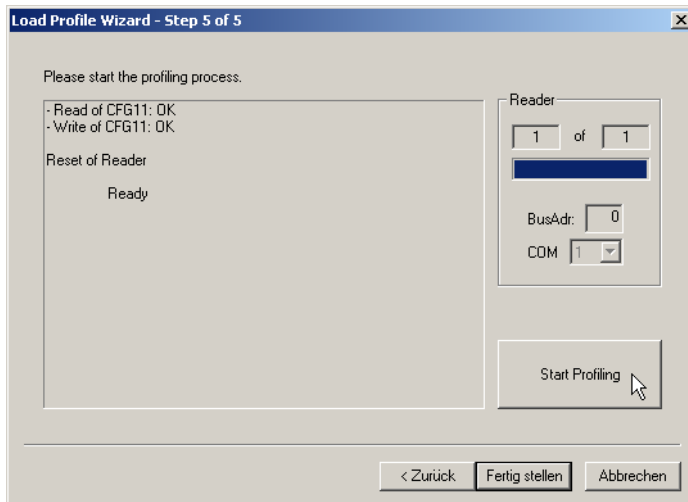 Load Profile Wizard - Step 5 of 5
Please start the profiling process.
- Read of CFG11: OK
- Write of CFG11: OK
Reset of Reader
Ready
Reader
1 of 1
BusAdr: 0
COM 1
Start Profiling
< Zurück Fertig stellen Abbrechen